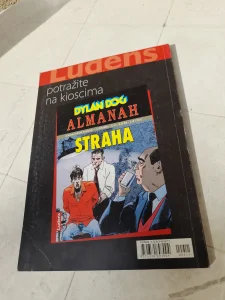 Ludens
potražite
na kioscima
DYLAN DOG
ALMANAH
STRAHA